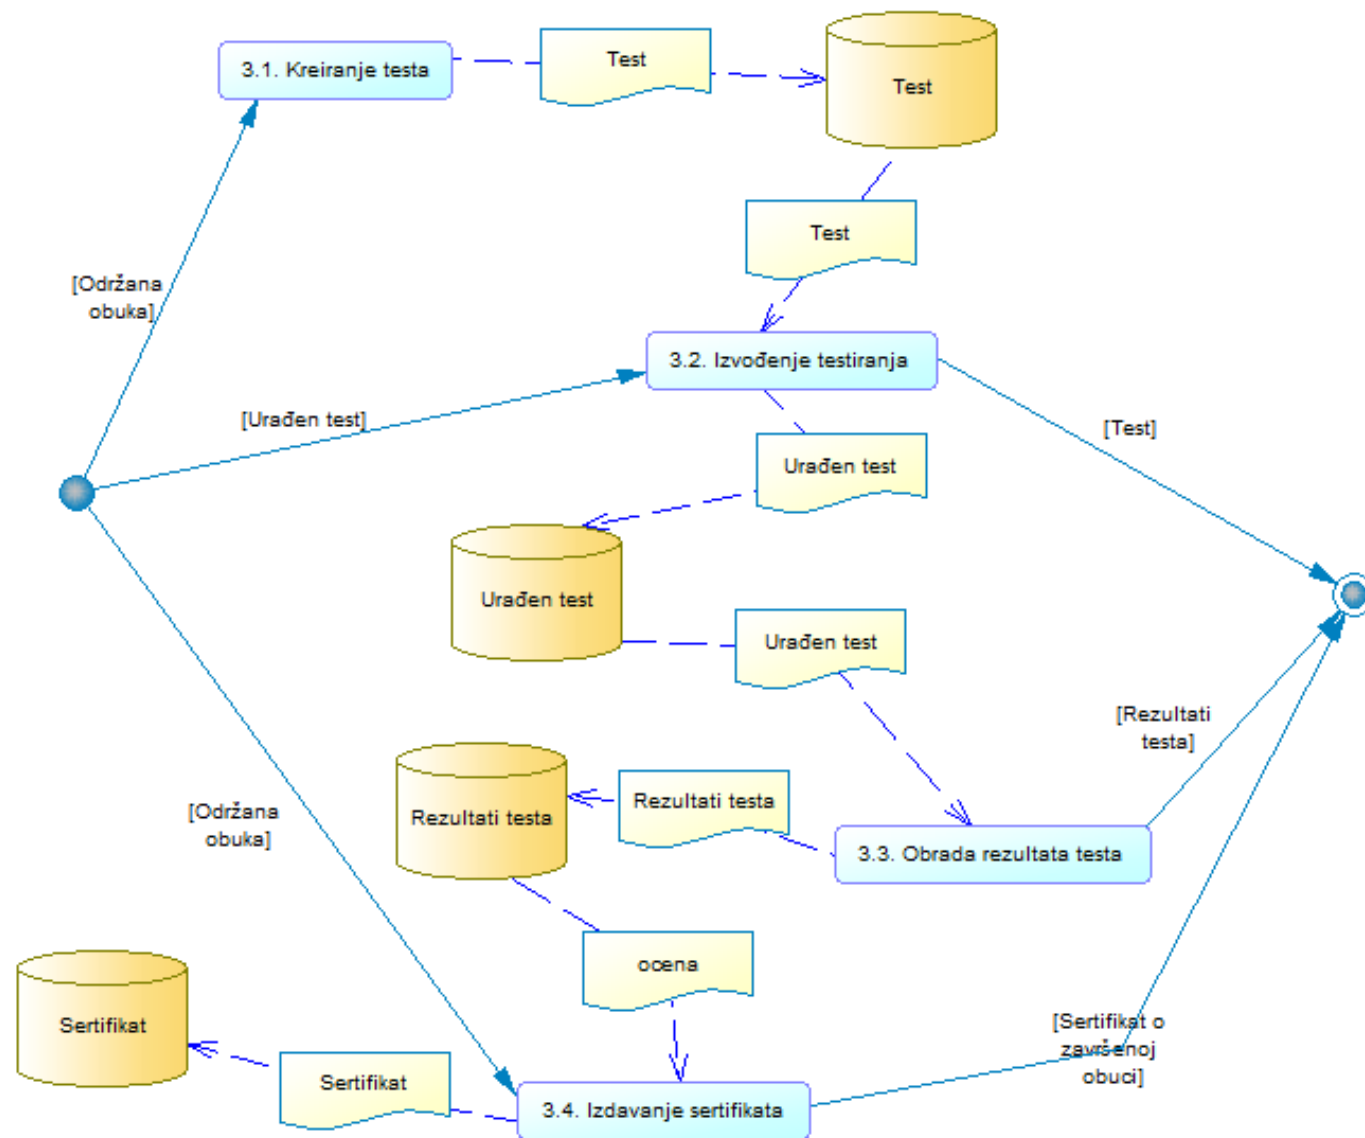 3.1. Kreiranje testa
Test
Test
Test
[Održana
obuka]
3.2. Izvođenje testiranja
[Urađen test]
[Test]
Urađen test
Urađen test
Urađen test
[Rezultati
testa]
Rezultati testa
Rezultati testa
[Održana
obuka]
3.3. Obrada rezultata testa
ocena
Sertifikat
[Sertifikat o
završenoj
obuci]
Sertifikat
3.4. Izdavanje sertifikata